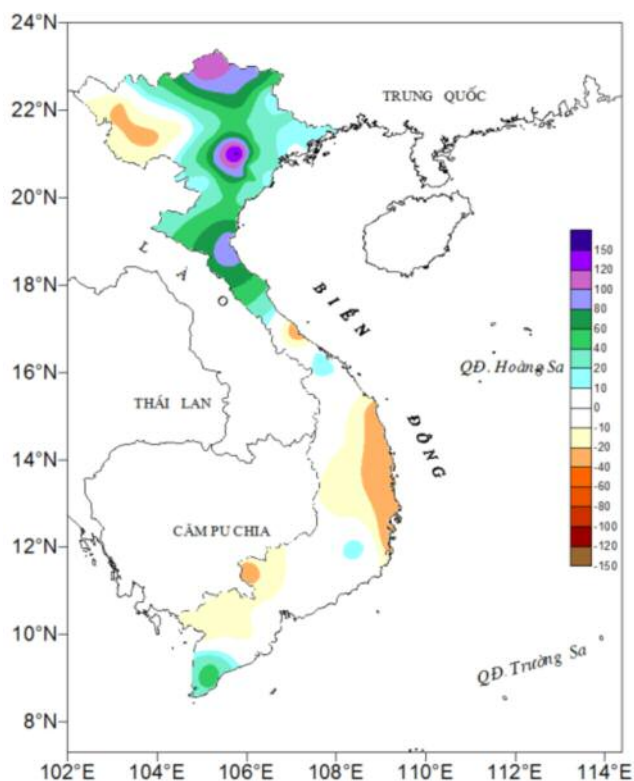 24°N
22°N
20°N
18°N
16°N
14°N
12°N
10°N
8°N
102°E 104°E 106°E 108°E 110°E 112°E 114°E
TRUNG QUỐC
LÀO
BIỂN
ĐÔNG
QĐ. Hoàng Sa
THÁI LAN
CĂM PU CHIA
QĐ. Trường Sa
150
120
100
80
60
40
20
10
0
-10
-20
-40
-60
-80
-100
-120
-150